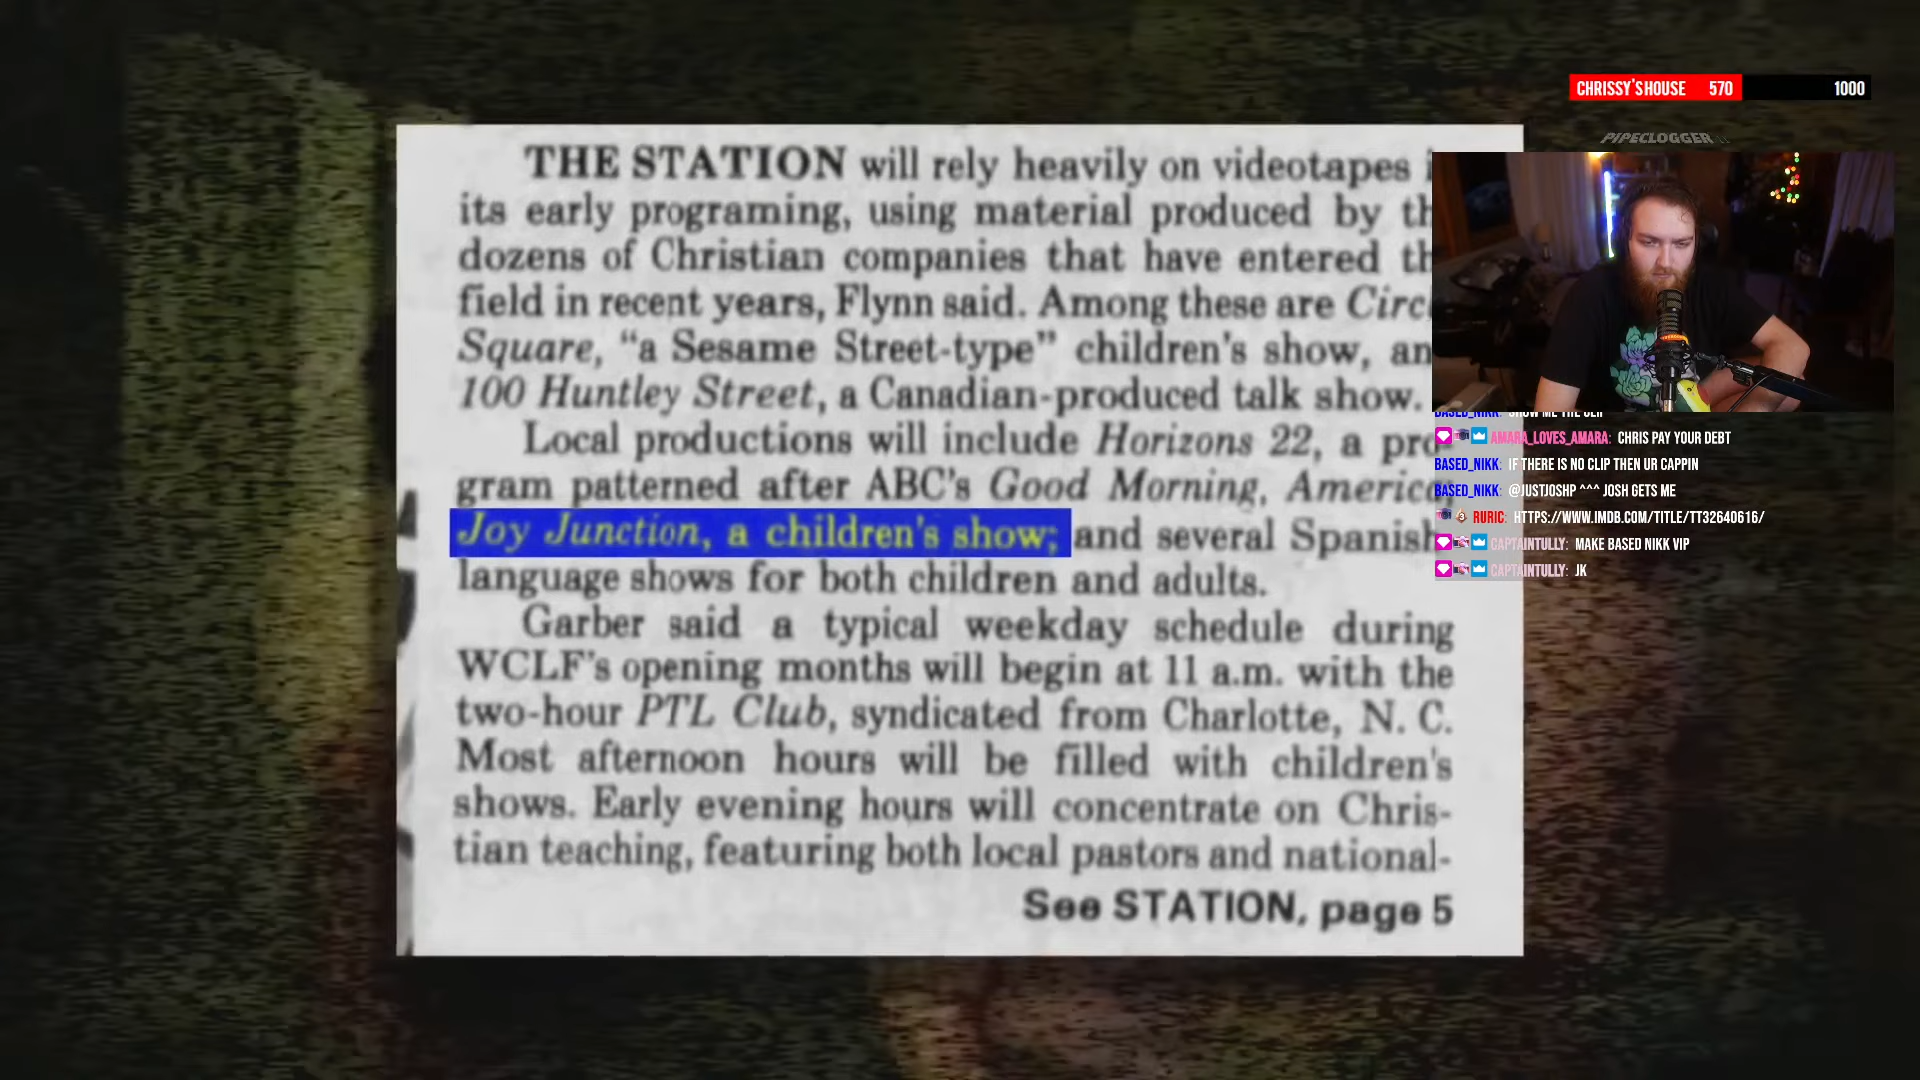 CHRISSY'SHOUSE 570 1000
PIPECLOGGER
THE STATION will rely heavily on videotapes
its early programing, using material produced by
dozens of Christian companies that have entered
field in recent years, Flynn said. Among these are
Square, “a Sesame Street-type” children's show,
100 Huntley Street, a Canadian-produced talk show.
Local productions will include Horizons 22, a pro-
gram patterned after ABC's Good Morning, America;
Joy Junction, a children's show; and several Spanish
language shows for both children and adults.
Garber said a typical weekday schedule during
WCLF's opening months will begin at 11 a.m. with the
two-hour PTL Club, syndicated from Charlotte, N. C.
Most afternoon hours will be filled with children's
shows. Early evening hours will concentrate on Chris-
tian teaching, featuring both local pastors and national-
See STATION, page 5
BASED_NIKK: SHOW ME THE CLIP
AMARA_LOVES_AMARA: CHRIS PAY YOUR DEBT
BASED_NIKK: IF THERE IS NO CLIP THEN UR CAPPIN
BASED_NIKK: @JUSTJOSHP ^^^ JOSH GETS ME
RURIC: HTTPS://WWW.IMDB.COM/TITLE/TT32640616/
CAPTAINTULLY: MAKE BASED NIKK VIP
CAPTAINTULLY: JK